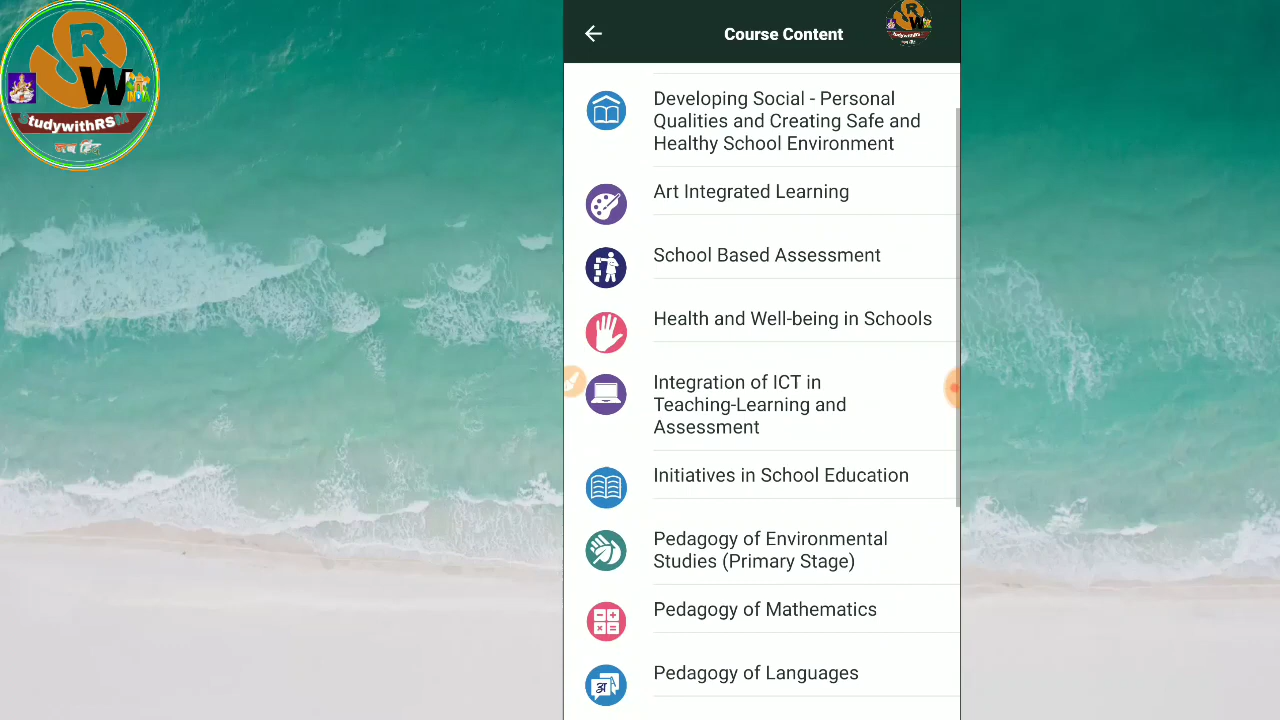 Course Content
Developing Social - Personal
Qualities and Creating Safe and
Healthy School Environment
Art Integrated Learning
School Based Assessment
Health and Well-being in Schools
Integration of ICT in
Teaching-Learning and
Assessment
Initiatives in School Education
Pedagogy of Environmental
Studies (Primary Stage)
Pedagogy of Mathematics
Pedagogy of Languages
SRW
StudywithRSM